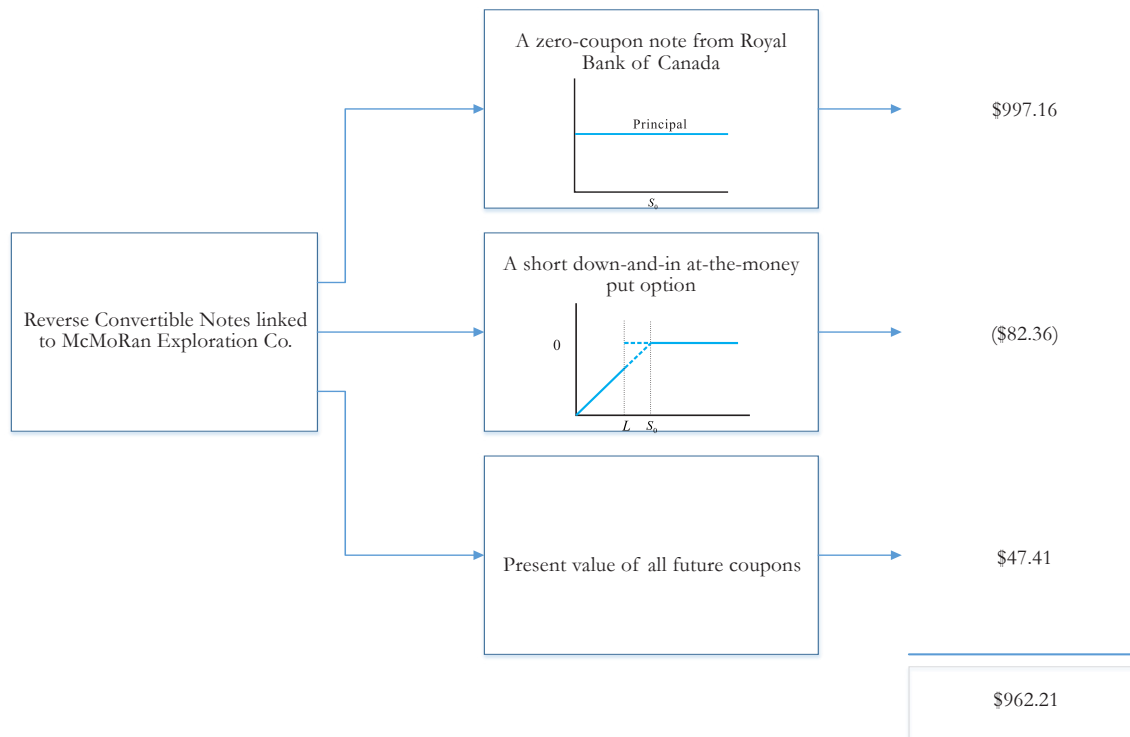 A zero-coupon note from Royal
Bank of Canada
Principal
S₀
$997.16
Reverse Convertible Notes linked
to McMoRan Exploration Co.
A short down-and-in at-the-money
put option
0
L S₀
($82.36)
Present value of all future coupons
$47.41
$962.21